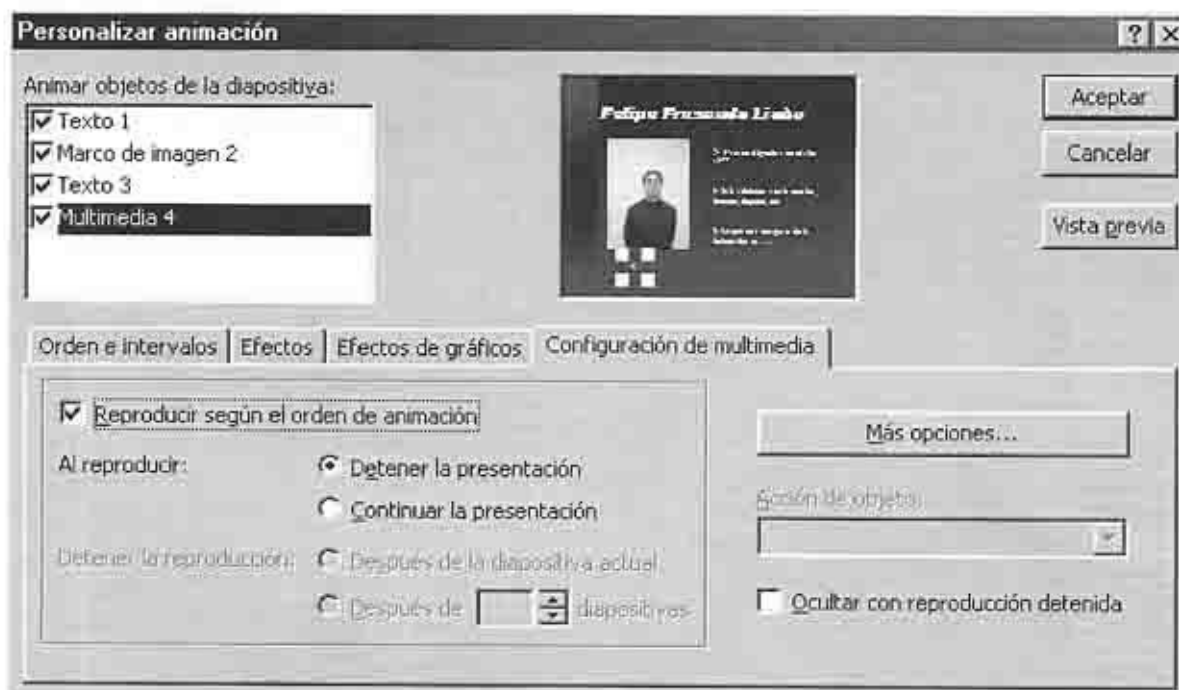 Personalizar animación
? ×
Animar objetos de la diapositiva:
Texto 1
Marco de imagen 2
Texto 3
Multimedia 4
Aceptar
Cancelar
Vista previa
Orden e intervalos
Efectos
Efectos de gráficos
Configuración de multimedia
Reproducir según el orden de animación
Al reproducir:
Detener la presentación
Continuar la presentación
Detener la reproducción:
Después de la diapositiva actual
Después de
diapositivas
Más opciones...
Acción de objeto:
Ocultar con reproducción detenida